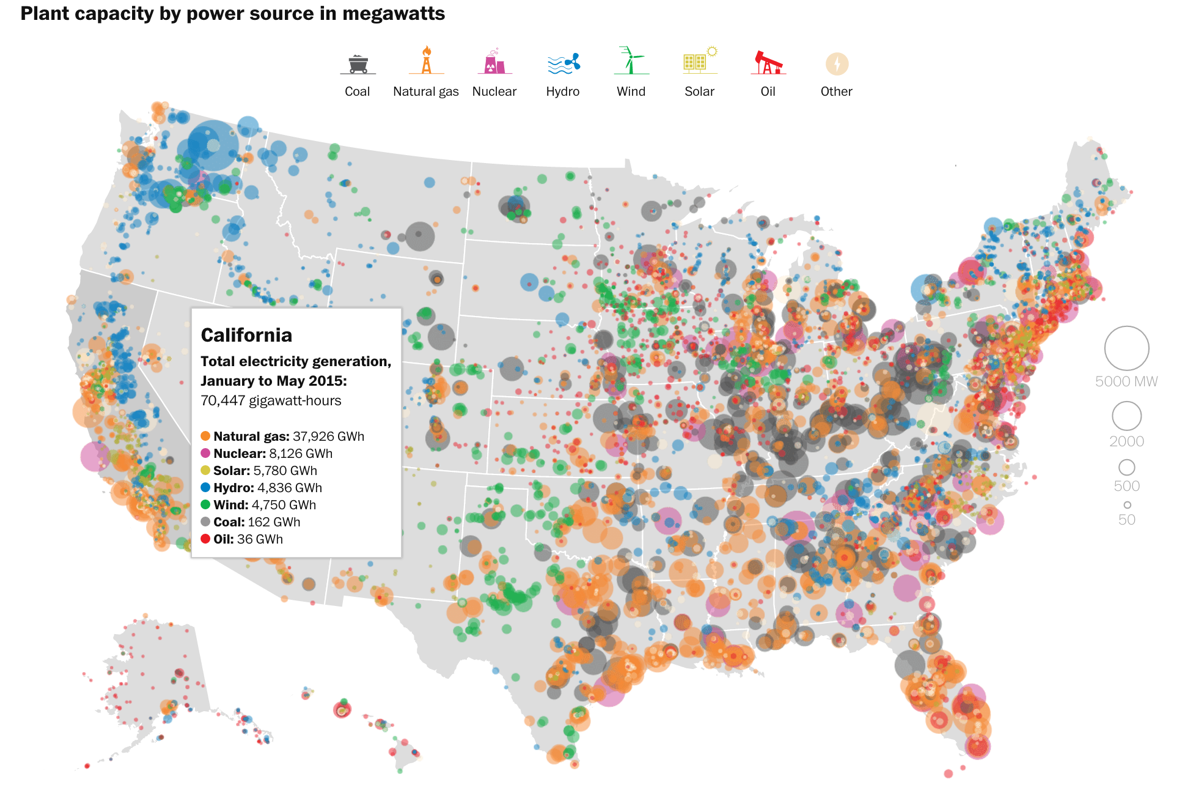 Plant capacity by power source in megawatts
Coal
Natural gas
Nuclear
Hydro
Wind
Solar
Oil
Other
California
Total electricity generation,
January to May 2015:
70,447 gigawatt-hours
Natural gas: 37,926 GWh
Nuclear: 8,126 GWh
Solar: 5,780 GWh
Hydro: 4,836 GWh
Wind: 4,750 GWh
Coal: 162 GWh
Oil: 36 GWh
5000 MW
2000
500
50